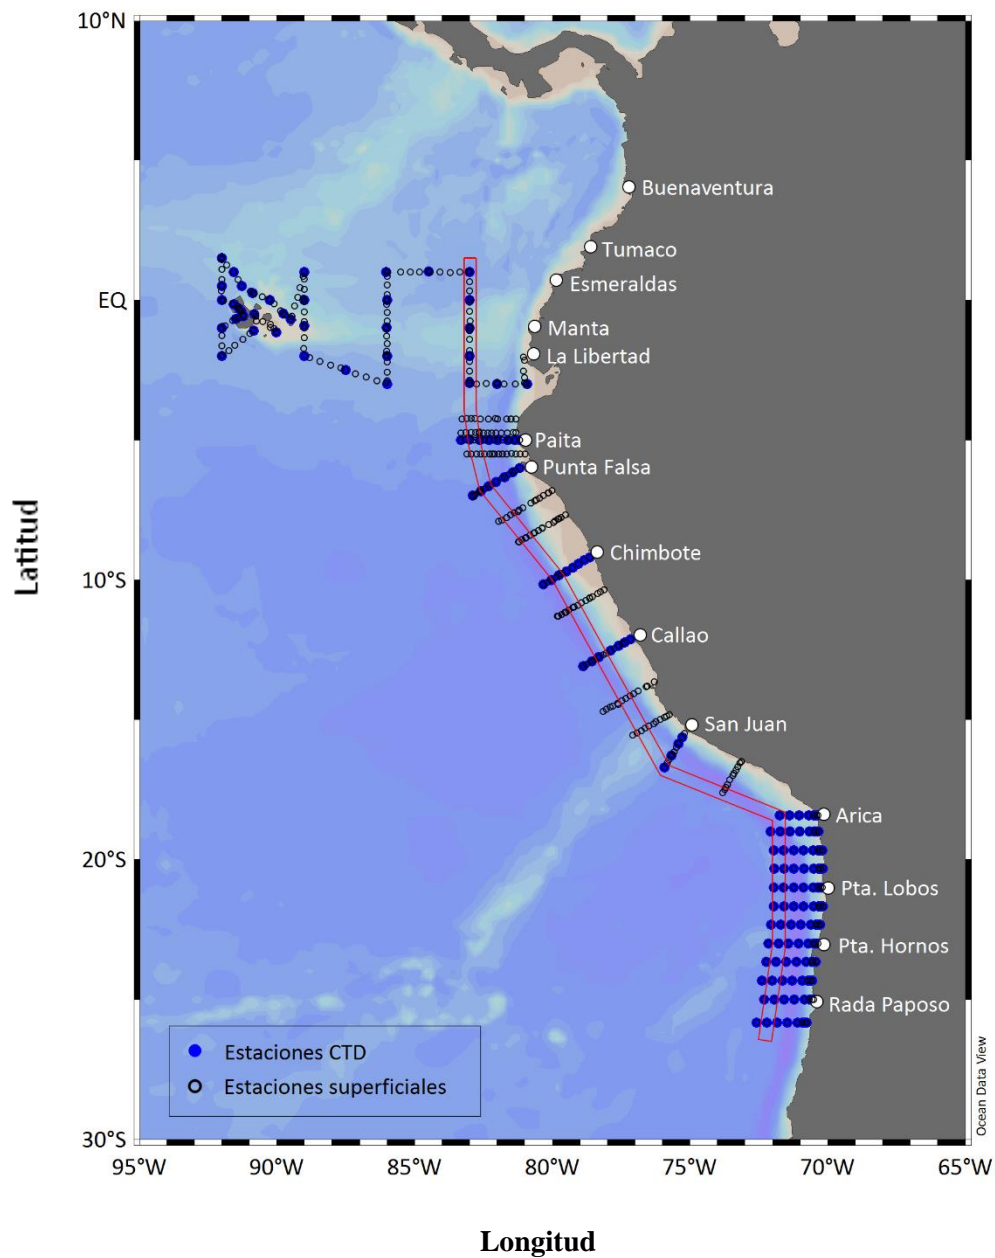 10°N
Buenaventura
Tumaco
Esmeraldas
EQ
Manta
La Libertad
Paita
Punta Falsa
Latitud
Chimbote
10°S
Callao
San Juan
Arica
20°S
Pta. Lobos
Pta. Hornos
Rada Paposo
Estaciones CTD
Estaciones superficiales
Ocean Data View
30°S
95°W 90°W 85°W 80°W 75°W 70°W 65°W
Longitud